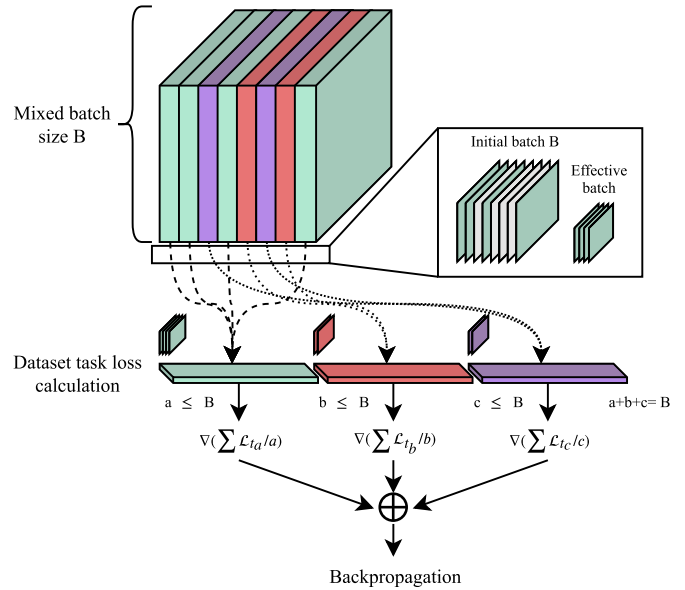 Mixed batch
size B
Initial batch B
Effective
batch
Dataset task loss
calculation
a ≤ B
b ≤ B
c ≤ B
a+b+c= B
∇(∑ ℒ_{t_a}/a)
∇(∑ ℒ_{t_b}/b)
∇(∑ ℒ_{t_c}/c)
Backpropagation